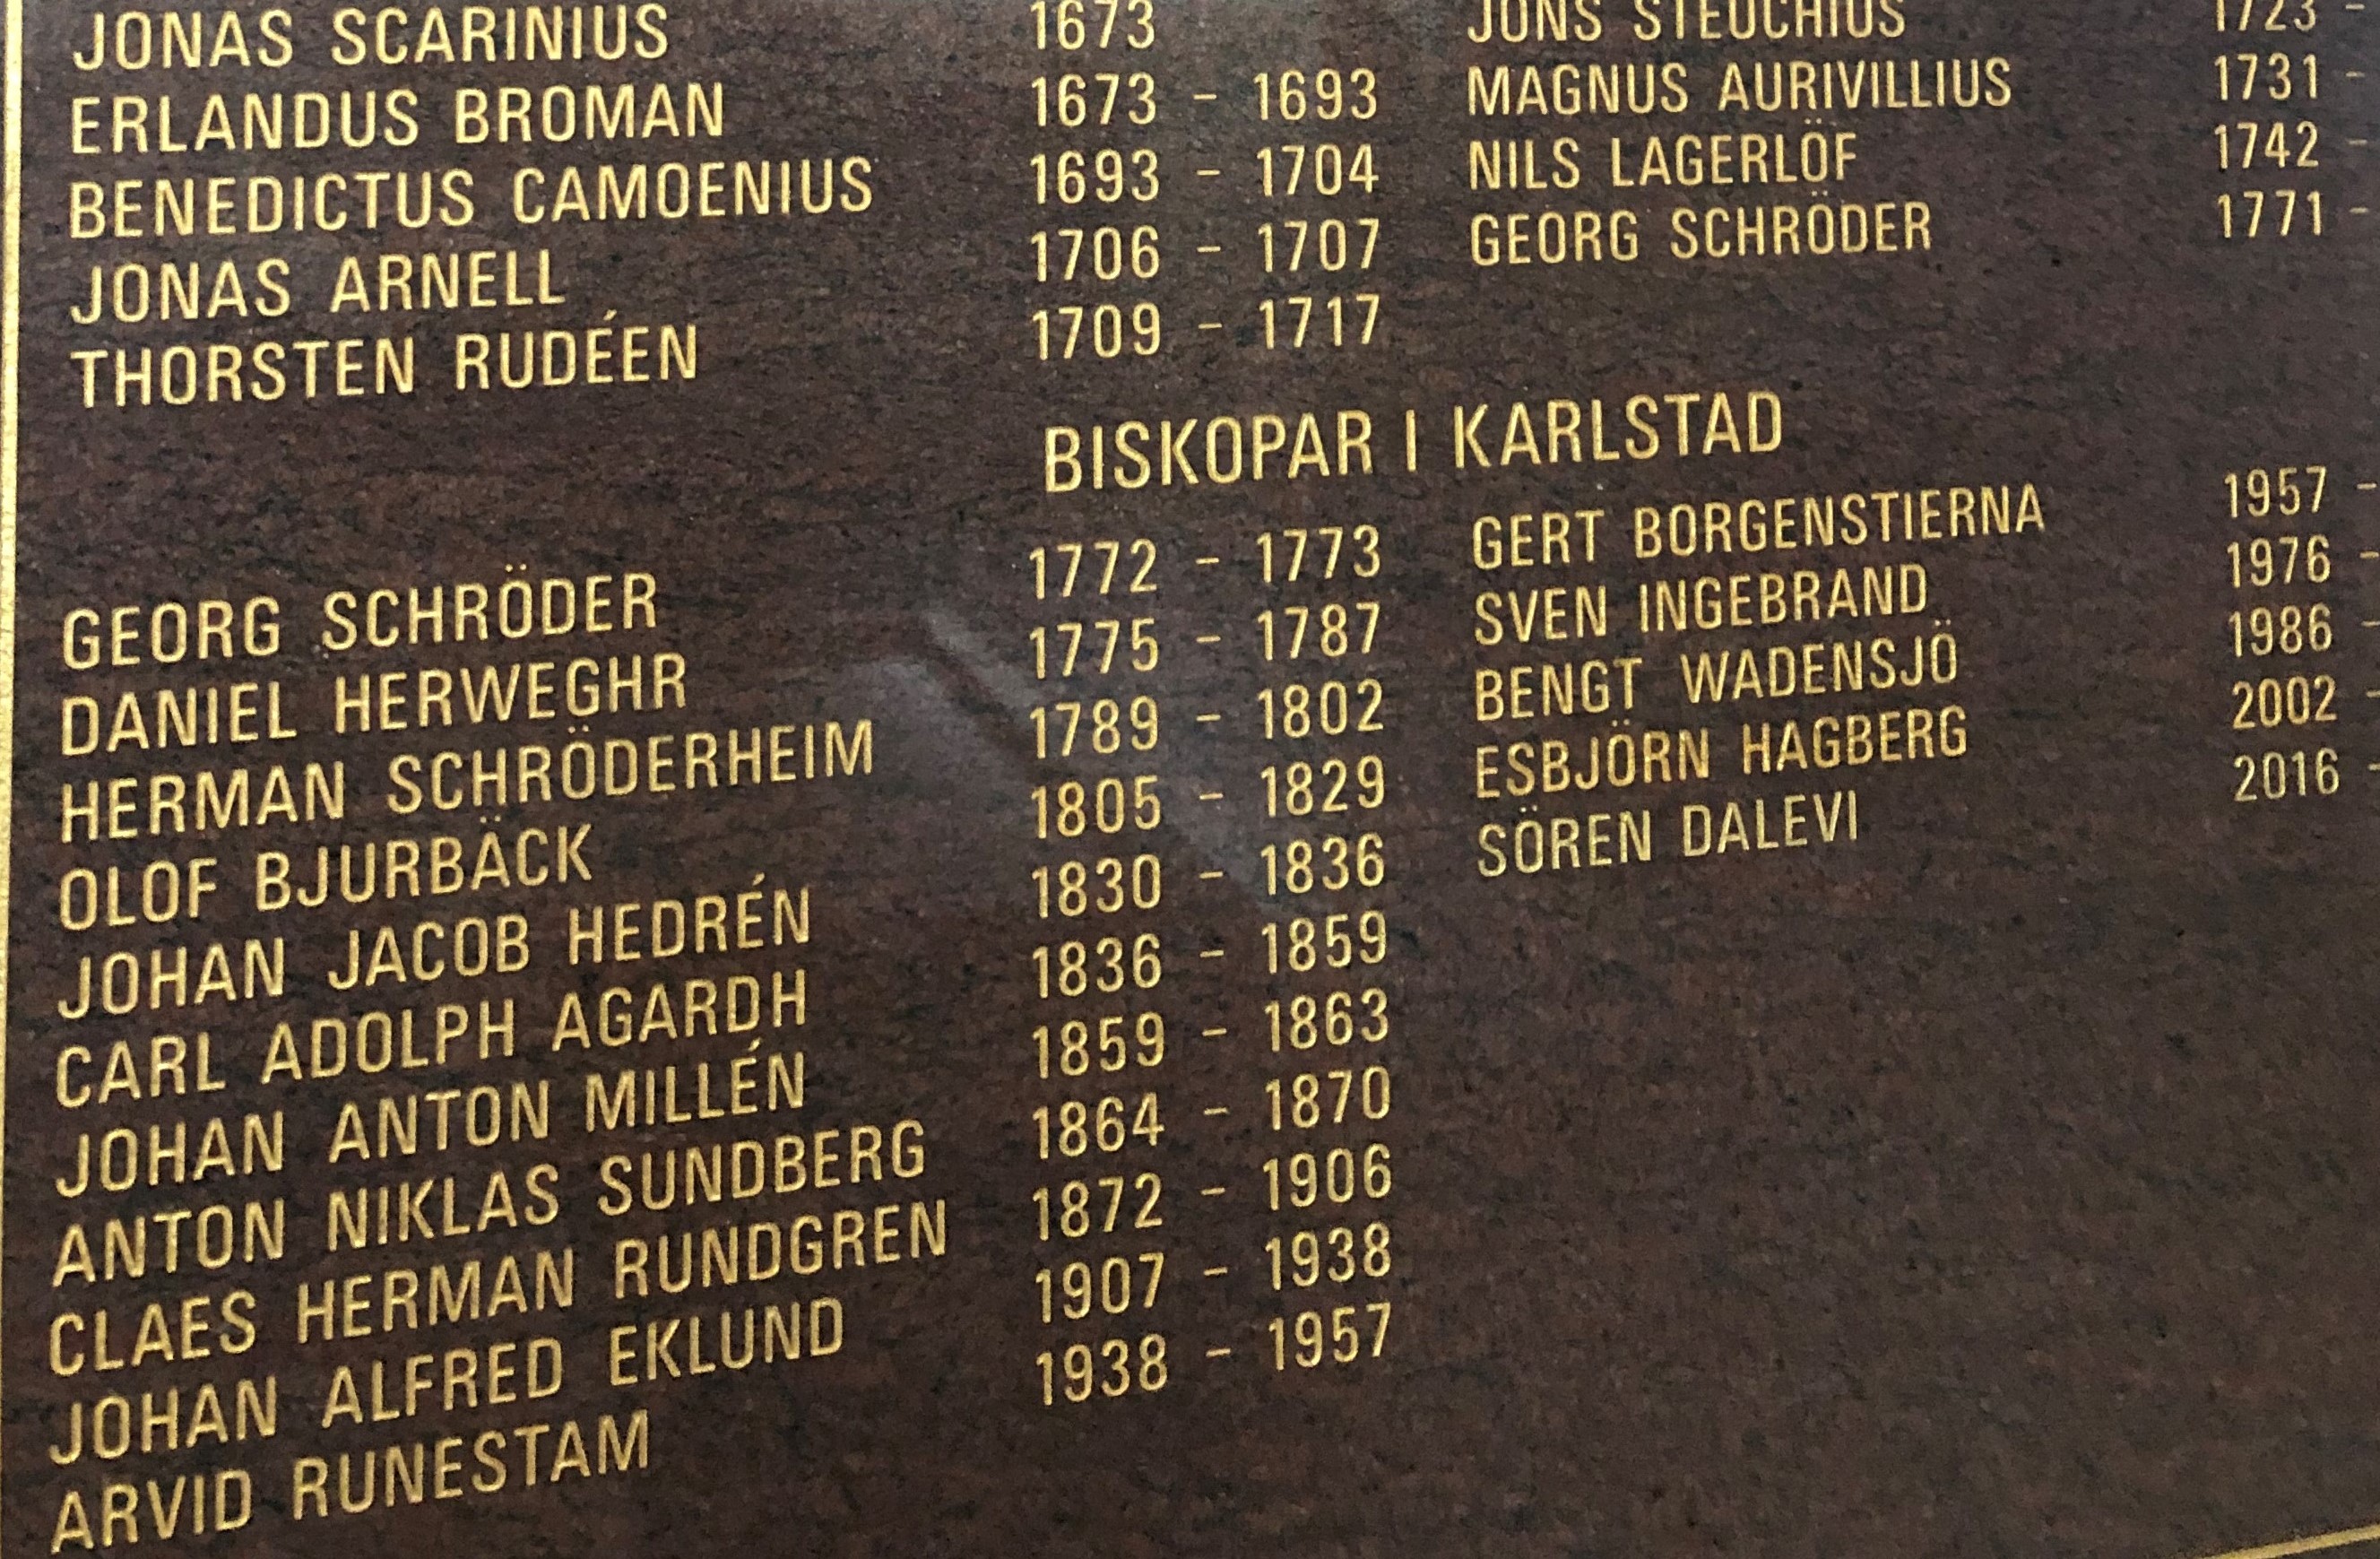 JONAS SCARINIUS 1673
ERLANDUS BROMAN 1673 - 1693
BENEDICTUS CAMOENIUS 1693 - 1704
JONAS ARNELL 1706 - 1707
THORSTEN RUDÉEN 1709 - 1717
JÖNS STEUCHIUS 1723 -
MAGNUS AURIVILLIUS 1731 -
NILS LAGERLÖF 1742 -
GEORG SCHRÖDER 1771 -
BISKOPAR I KARLSTAD
GEORG SCHRÖDER 1772 - 1773
DANIEL HERWEGHR 1775 - 1787
HERMAN SCHRÖDERHEIM 1789 - 1802
OLOF BJURBÄCK 1805 - 1829
JOHAN JACOB HEDRÉN 1830 - 1836
CARL ADOLPH AGARDH 1836 - 1859
JOHAN ANTON MILLÉN 1859 - 1863
ANTON NIKLAS SUNDBERG 1864 - 1870
CLAES HERMAN RUNDGREN 1872 - 1906
JOHAN ALFRED EKLUND 1907 - 1938
ARVID RUNESTAM 1938 - 1957
GERT BORGENSTIERNA 1957 -
SVEN INGEBRAND 1976 -
BENGT WADENSJÖ 1986 -
ESBJÖRN HAGBERG 2002 -
SÖREN DALEVI 2016 -